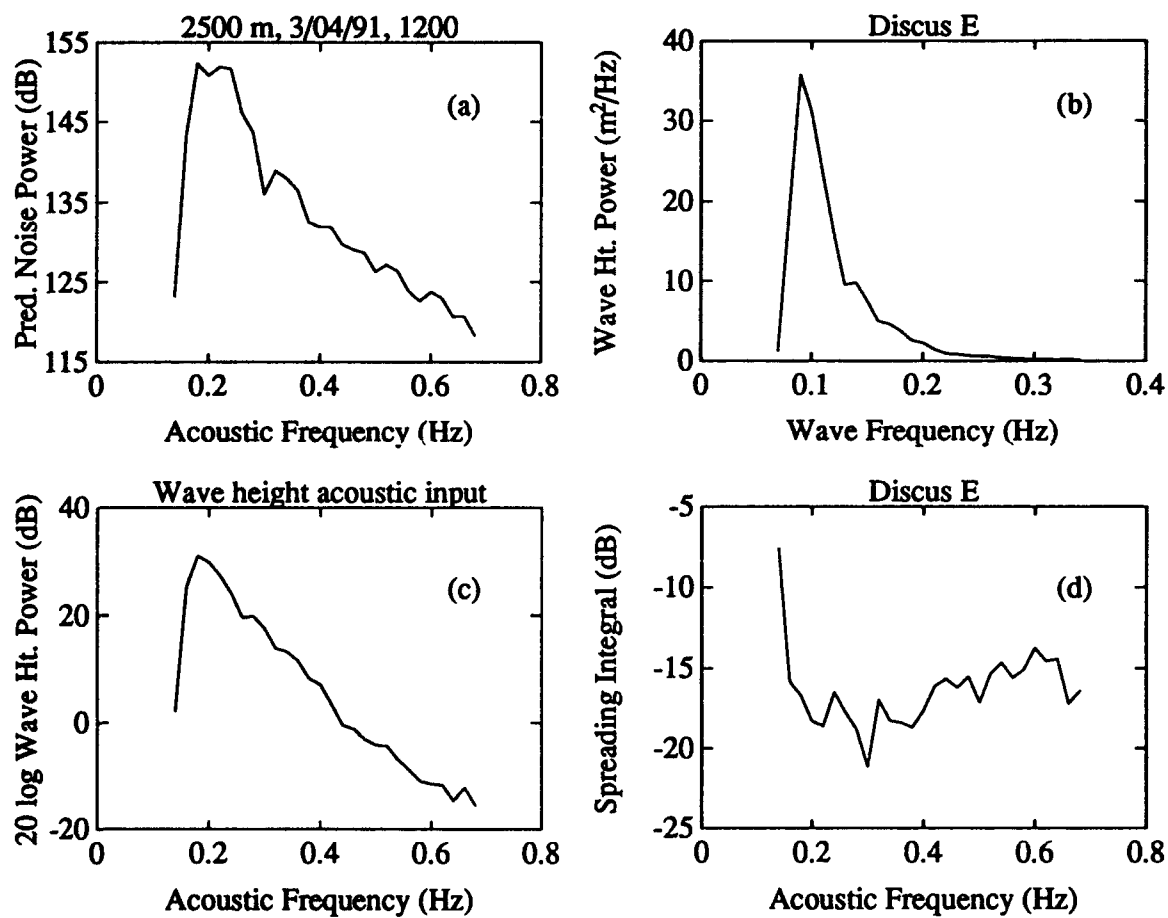 2500 m, 3/04/91, 1200
Pred. Noise Power (dB)
155
145
135
125
115
(a)
0
0.2
0.4
0.6
0.8
Acoustic Frequency (Hz)
Discus E
Wave Ht. Power (m²/Hz)
40
30
20
10
0
(b)
0
0.1
0.2
0.3
0.4
Wave Frequency (Hz)
Wave height acoustic input
20 log Wave Ht. Power (dB)
40
20
0
-20
(c)
0
0.2
0.4
0.6
0.8
Acoustic Frequency (Hz)
Discus E
Spreading Integral (dB)
-5
-10
-15
-20
-25
(d)
0
0.2
0.4
0.6
0.8
Acoustic Frequency (Hz)